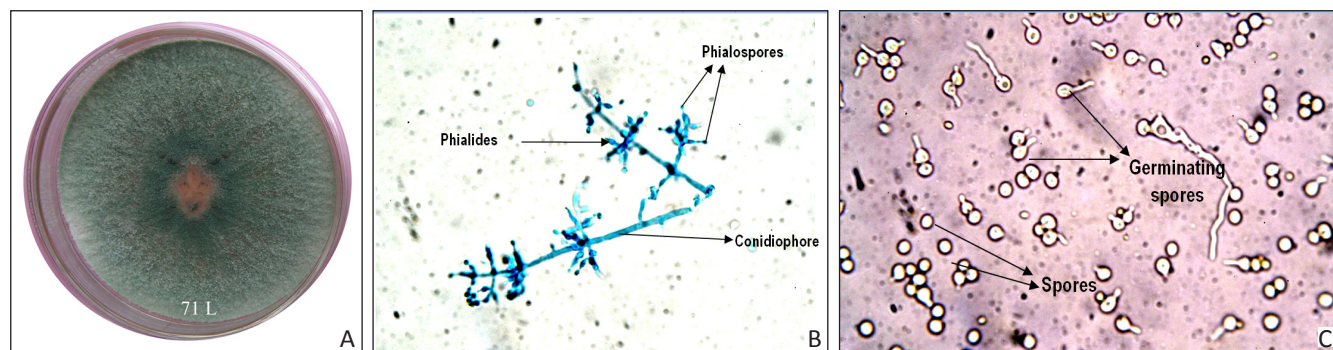 71 L
A
Phialospores
Phialides
Conidiophore
B
Germinating
spores
Spores
C